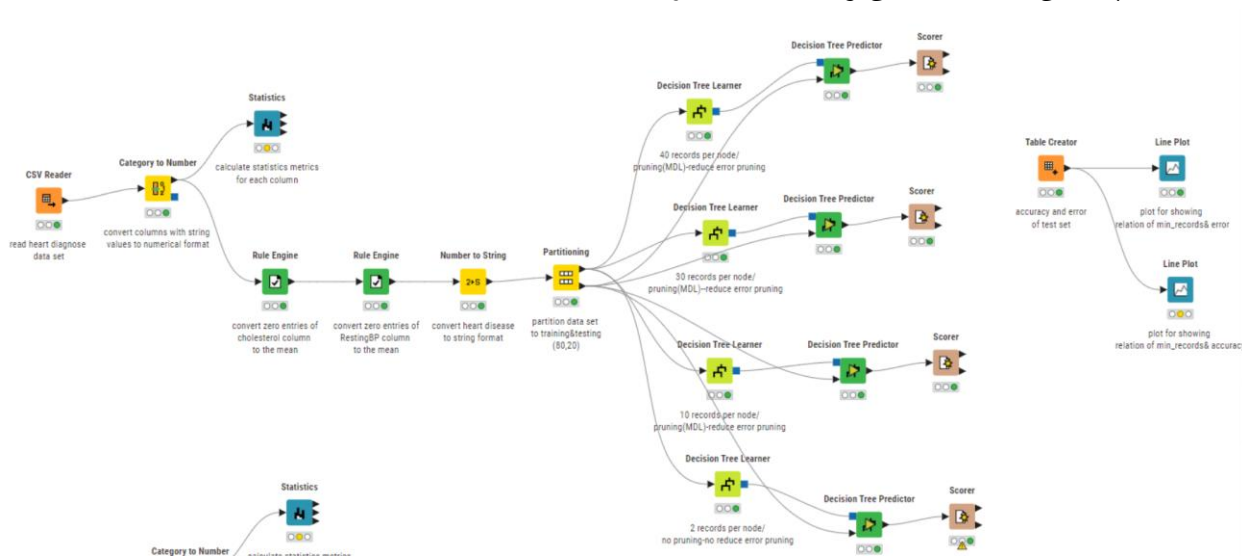 Decision Tree Predictor
Scorer
Decision Tree Learner
40 records per node/
pruning(MDL)-reduce error pruning
Statistics
calculate statistics metrics
for each column
Category to Number
convert columns with string
values to numerical format
CSV Reader
read heart diagnose
data set
Rule Engine
convert zero entries of
cholesterol column
to the mean
Rule Engine
convert zero entries of
RestingBP column
to the mean
Number to String
2▸S
convert heart disease
to string format
Partitioning
partition data set
to training&testing
(80,20)
Decision Tree Learner
30 records per node/
pruning(MDL)--reduce error pruning
Decision Tree Predictor
Scorer
Decision Tree Learner
10 records per node/
pruning(MDL)-reduce error pruning
Decision Tree Predictor
Scorer
Decision Tree Learner
2 records per node/
no pruning-no reduce error pruning
Decision Tree Predictor
Scorer
Table Creator
accuracy and error
of test set
Line Plot
plot for showing
relation of min_records& error
Line Plot
plot for showing
relation of min_records& accurac
Statistics
calculate statistics metrics
Category to Number